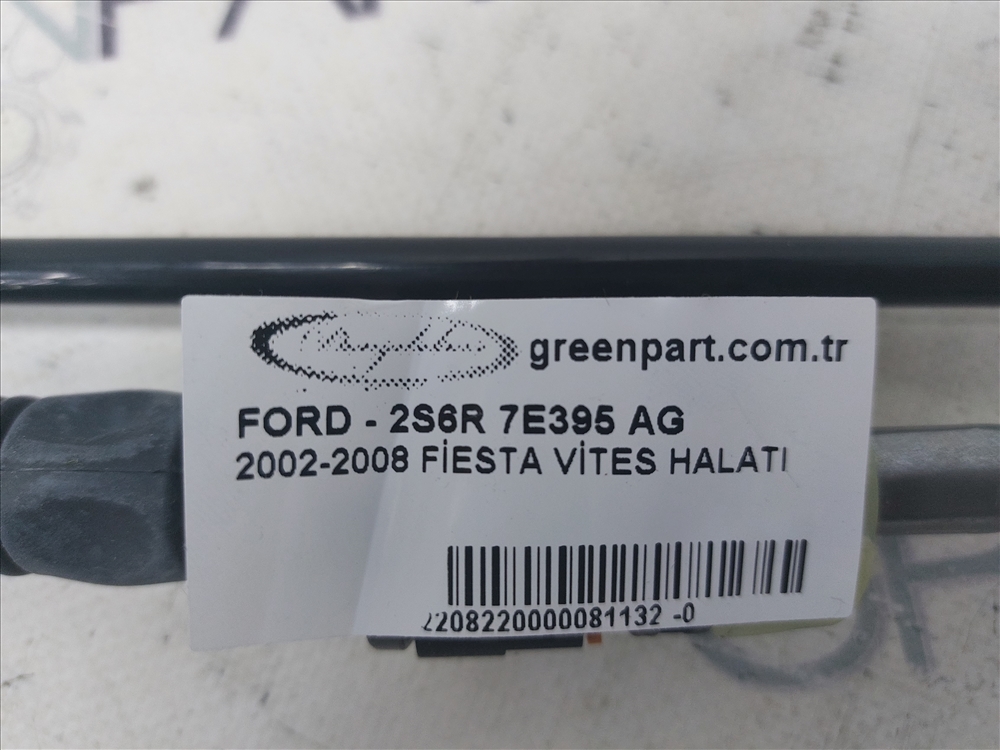 greenpart.com.tr
FORD - 2S6R 7E395 AG
2002-2008 FİESTA VİTES HALATI
2208220000081132 -0